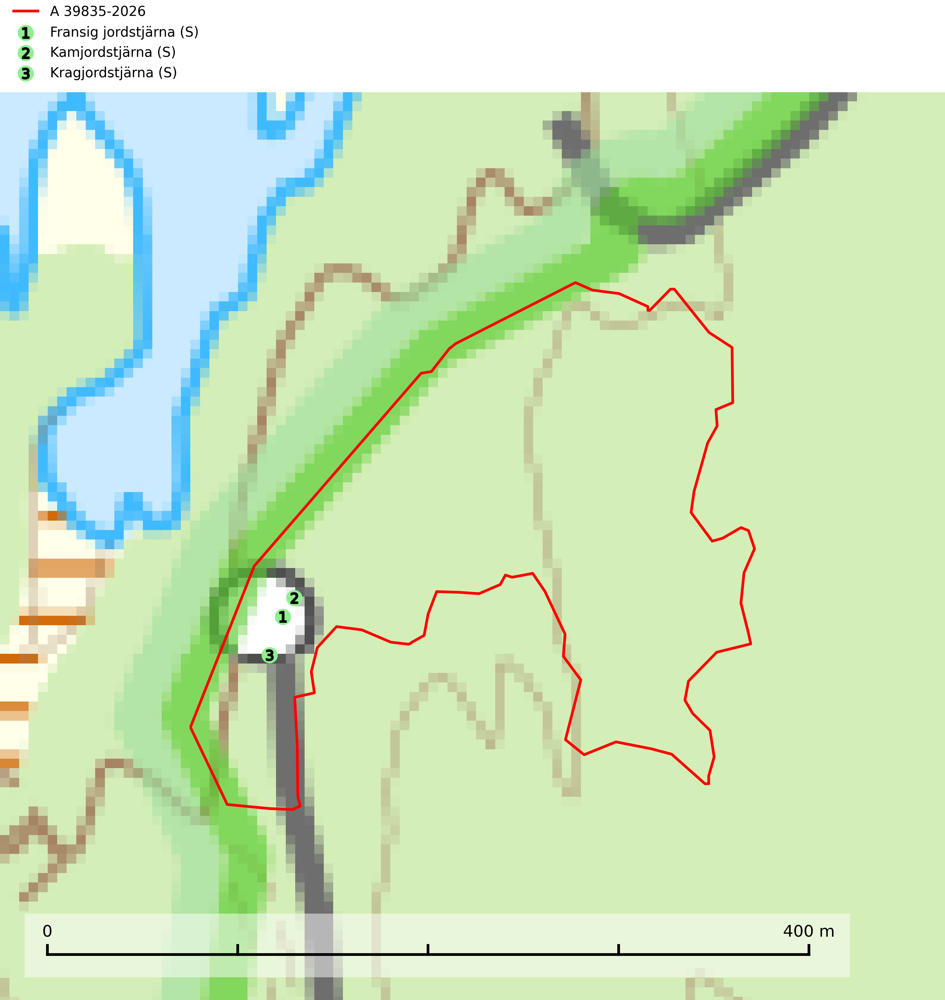 A 39835-2026
1 Fransig jordstjärna (S)
2 Kamjordstjärna (S)
3 Kragjordstjärna (S)
2
1
3
0 400 m